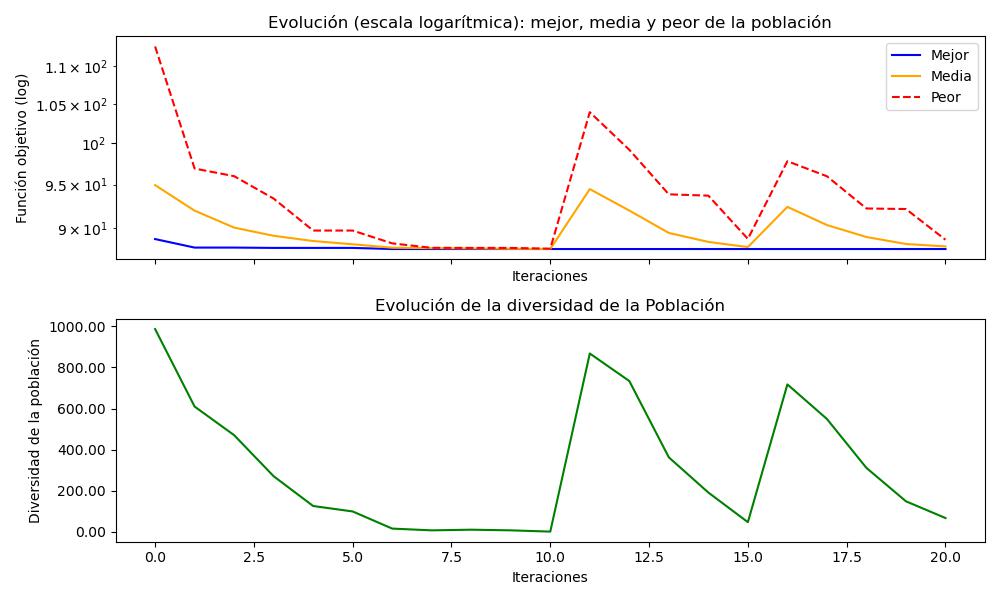 Evolución (escala logarítmica): mejor, media y peor de la población
Función objetivo (log)
1.1 × 10²
1.05 × 10²
10²
9.5 × 10¹
9 × 10¹
Mejor
Media
Peor
Iteraciones
Evolución de la diversidad de la Población
Diversidad de la población
1000.00
800.00
600.00
400.00
200.00
0.00
0.0 2.5 5.0 7.5 10.0 12.5 15.0 17.5 20.0
Iteraciones